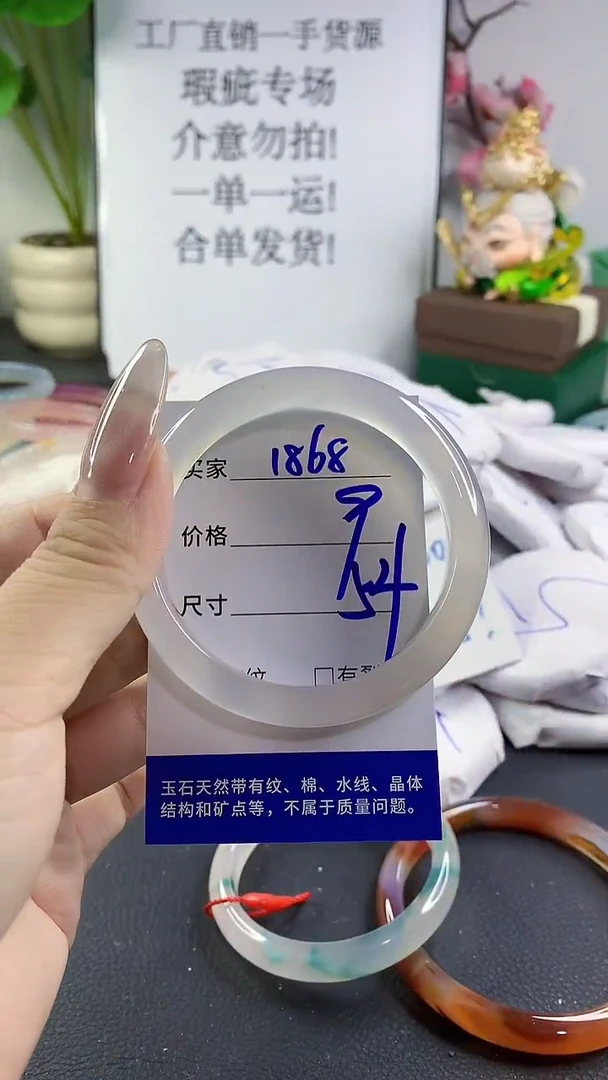 工厂直销一手货源
瑕疵专场
介意勿拍!
一单一运!
合单发货!
买家 1868
价格
尺寸 54
纹 □有裂
玉石天然带有纹、棉、水线、晶体
结构和矿点等，不属于质量问题。